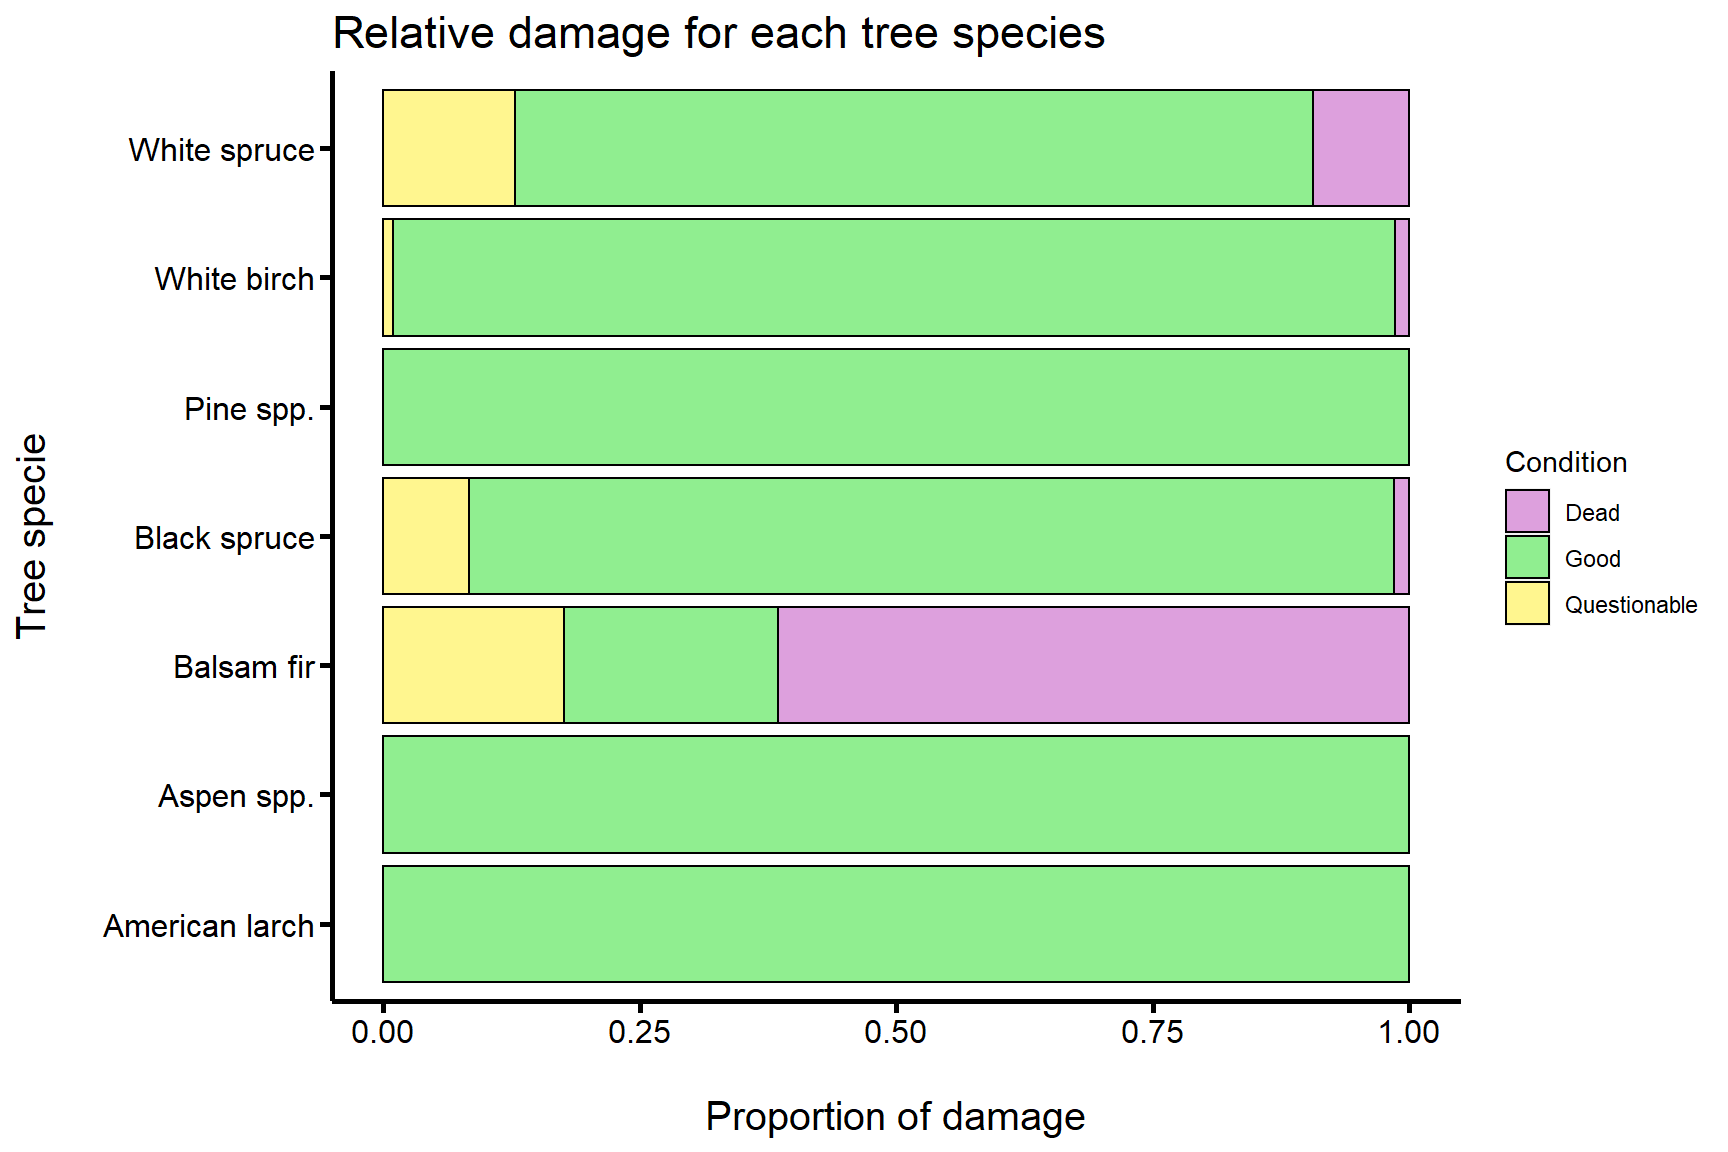 Relative damage for each tree species
White spruce
White birch
Pine spp.
Black spruce
Balsam fir
Aspen spp.
American larch
Tree specie
0.00
0.25
0.50
0.75
1.00
Proportion of damage
Condition
Dead
Good
Questionable